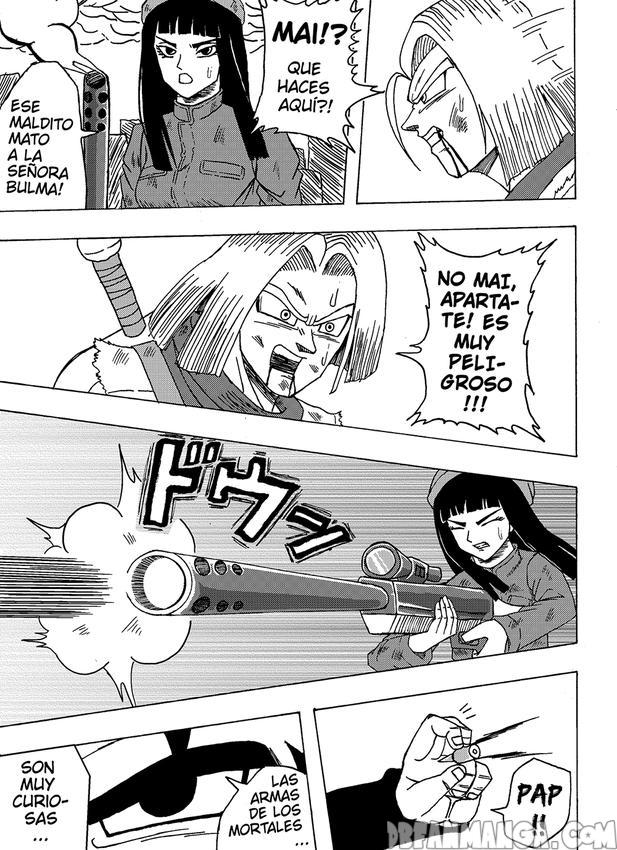 MAI!?
QUE
HACES
AQUÍ?!
ESE
MALDITO
MATO
A LA
SEÑORA
BULMA!
NO MAI,
APARTA-
TE! ES
MUY
PELI-
GROSO
!!!
ドウン
PAP
!!
LAS
ARMAS
DE LOS
MORTALES
...
SON
MUY
CURIO-
SAS
...
DBFANMANGA.COM